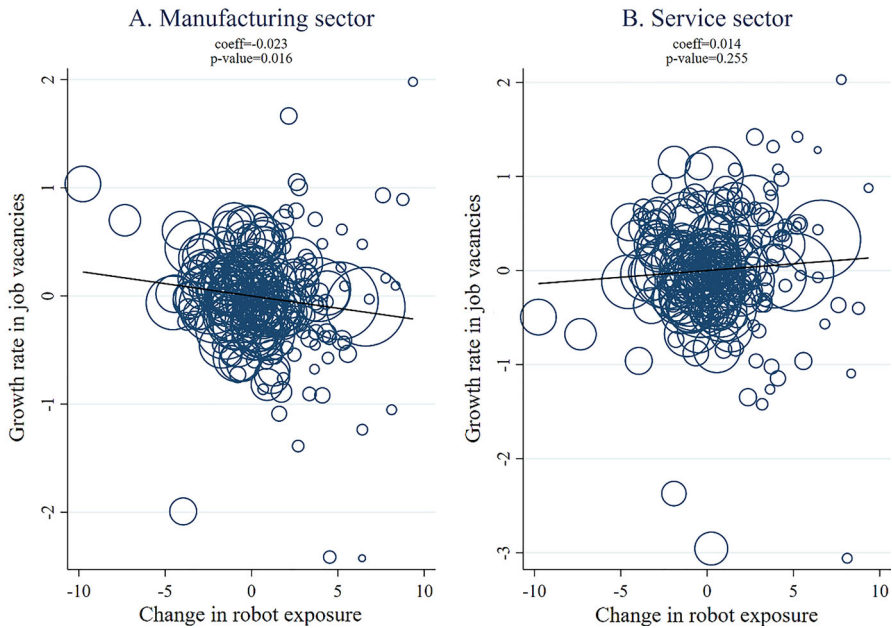 A. Manufacturing sector
coeff=-0.023
p-value=0.016
Growth rate in job vacancies
2
1
0
-1
-2
-10
-5
0
5
10
Change in robot exposure
B. Service sector
coeff=0.014
p-value=0.255
Growth rate in job vacancies
2
1
0
-1
-2
-3
-10
-5
0
5
10
Change in robot exposure